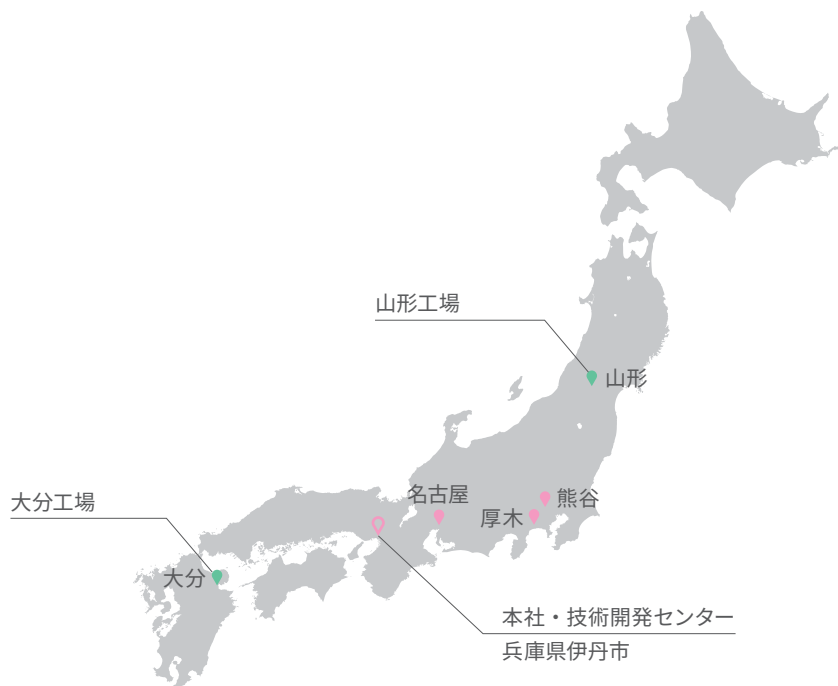 山形工場
山形
大分工場
名古屋
熊谷
厚木
大分
本社・技術開発センター
兵庫県伊丹市